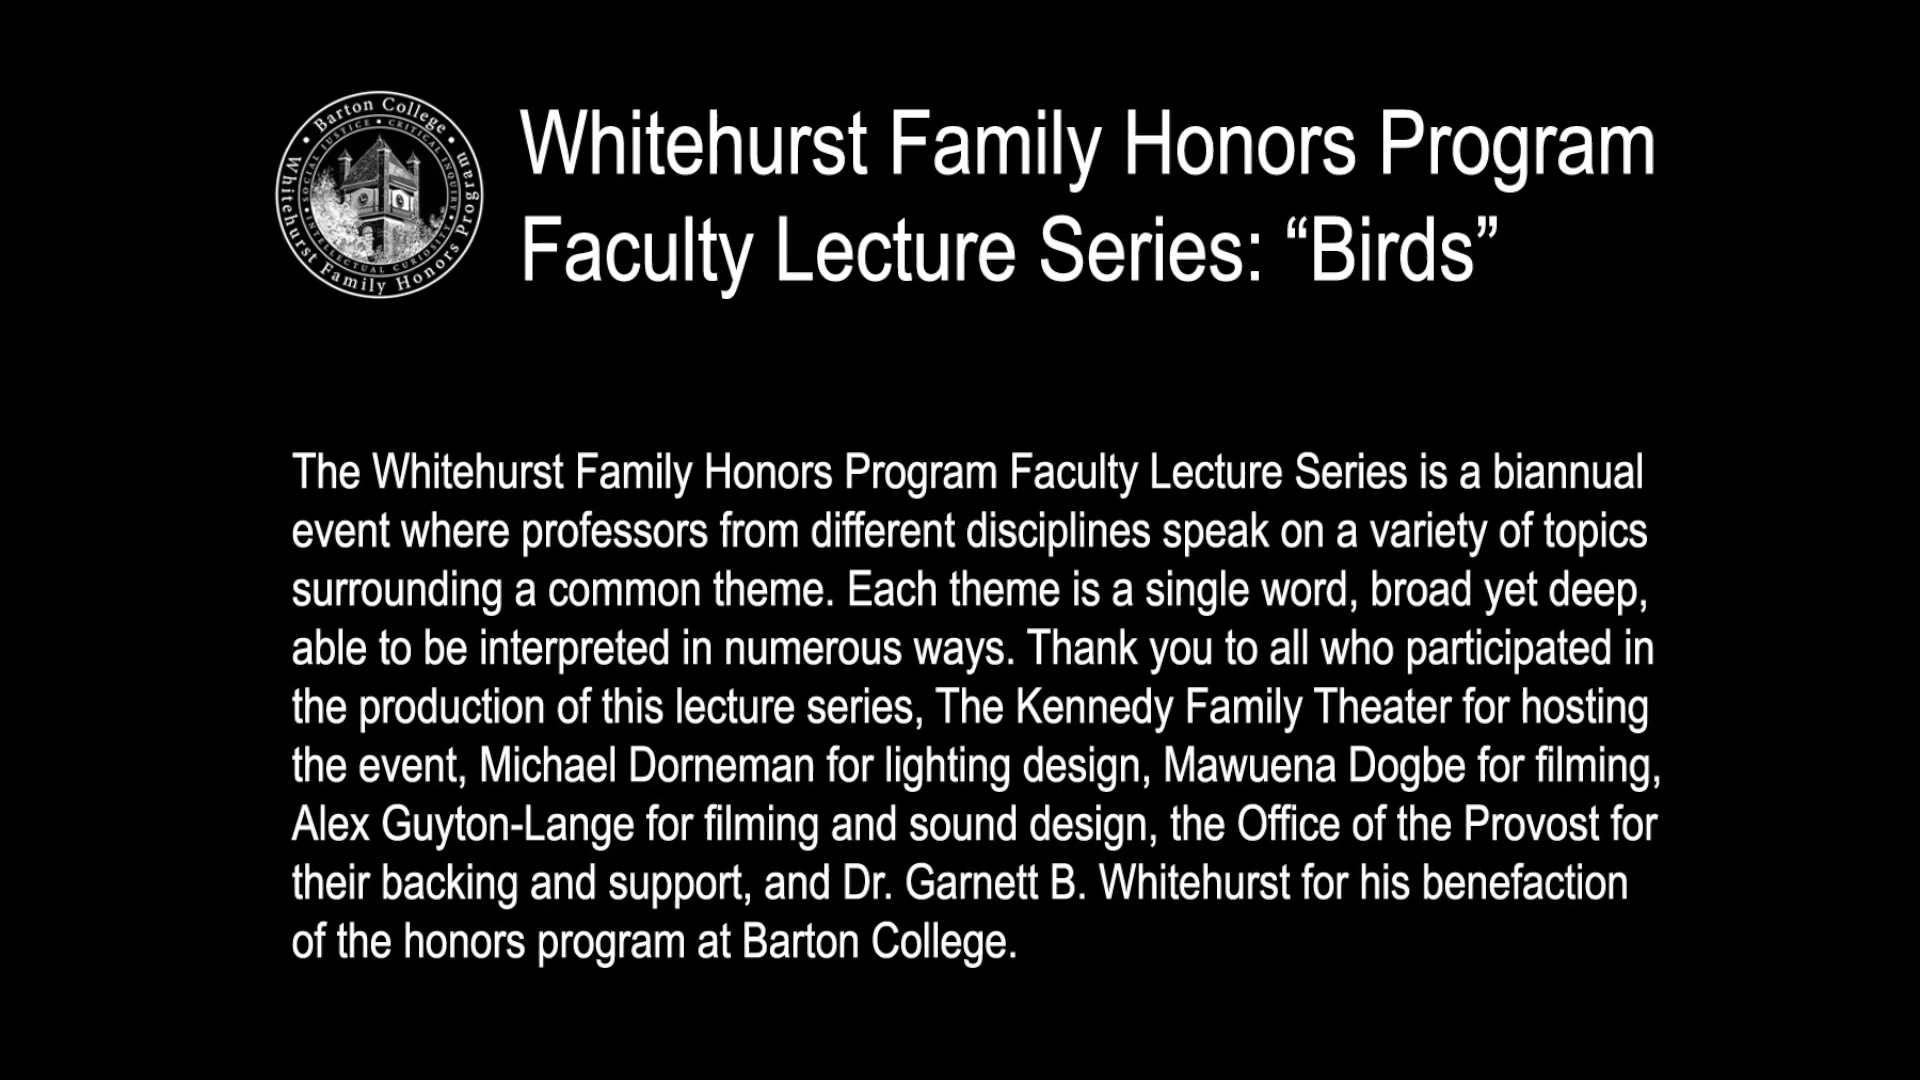 Barton College
SOCIAL JUSTICE • CRITICAL INQUIRY • INTELLECTUAL CURIOSITY
Whitehurst Family Honors Program
Whitehurst Family Honors Program
Faculty Lecture Series: “Birds”
The Whitehurst Family Honors Program Faculty Lecture Series is a biannual
event where professors from different disciplines speak on a variety of topics
surrounding a common theme. Each theme is a single word, broad yet deep,
able to be interpreted in numerous ways. Thank you to all who participated in
the production of this lecture series, The Kennedy Family Theater for hosting
the event, Michael Dorneman for lighting design, Mawuena Dogbe for filming,
Alex Guyton-Lange for filming and sound design, the Office of the Provost for
their backing and support, and Dr. Garnett B. Whitehurst for his benefaction
of the honors program at Barton College.